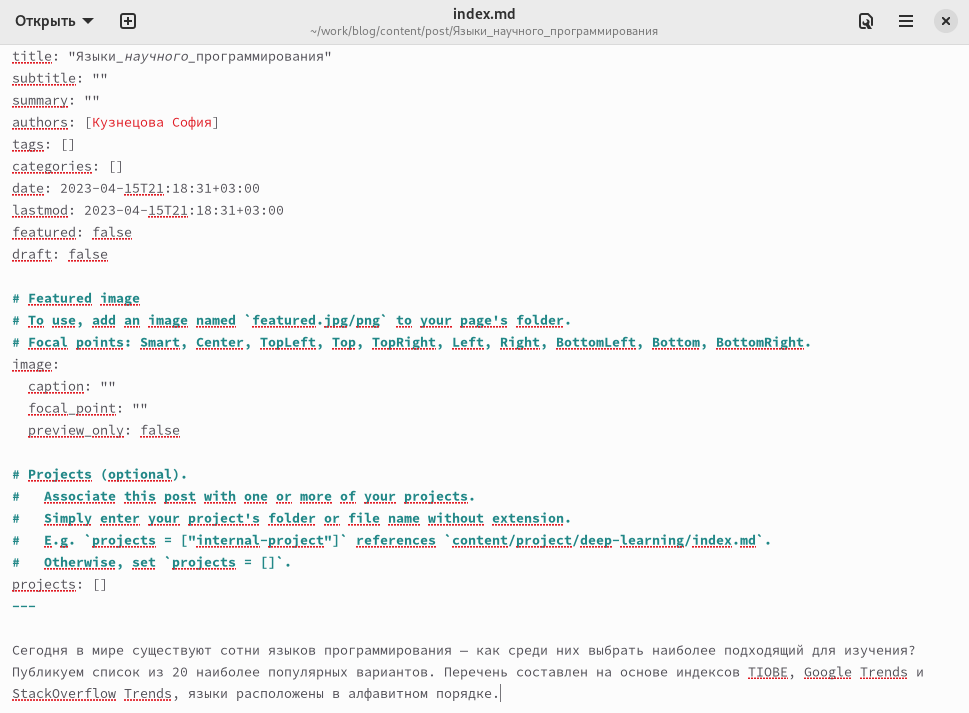 Открыть
index.md
~/work/blog/content/post/Языки_научного_программирования
title: "Языки_научного_программирования"
subtitle: ""
summary: ""
authors: [Кузнецова София]
tags: []
categories: []
date: 2023-04-15T21:18:31+03:00
lastmod: 2023-04-15T21:18:31+03:00
featured: false
draft: false
# Featured image
# To use, add an image named `featured.jpg/png` to your page's folder.
# Focal points: Smart, Center, TopLeft, Top, TopRight, Left, Right, BottomLeft, Bottom, BottomRight.
image:
  caption: ""
  focal_point: ""
  preview_only: false
# Projects (optional).
#   Associate this post with one or more of your projects.
#   Simply enter your project's folder or file name without extension.
#   E.g. `projects = ["internal-project"]` references `content/project/deep-learning/index.md`.
#   Otherwise, set `projects = []`.
projects: []
---
Сегодня в мире существуют сотни языков программирования — как среди них выбрать наиболее подходящий для изучения?
Публикуем список из 20 наиболее популярных вариантов. Перечень составлен на основе индексов TIOBE, Google Trends и
StackOverflow Trends, языки расположены в алфавитном порядке.